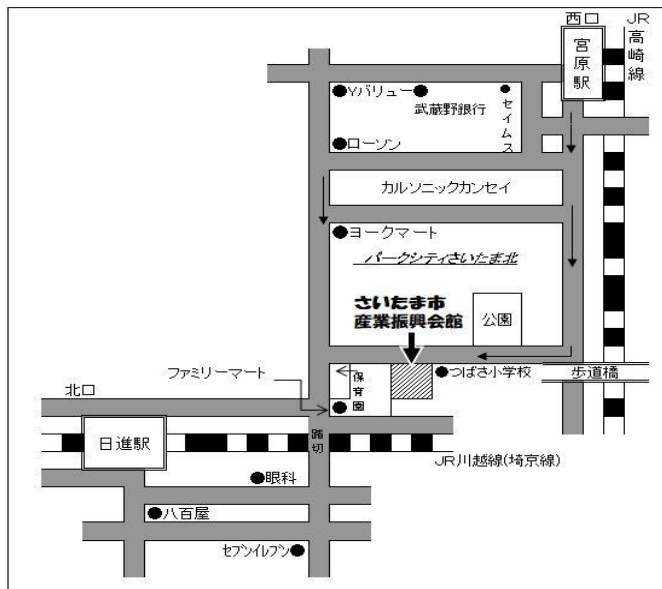 西口
JR高崎線
宮原駅
Yバリュー
武蔵野銀行
セイムス
ローソン
カルソニックカンセイ
ヨークマート
パークシティさいたま北
さいたま市
産業振興会館
公園
ファミリーマート
保育園
つばさ小学校
歩道橋
北口
日進駅
踏切
JR川越線(埼京線)
眼科
八百屋
セブンイレブン